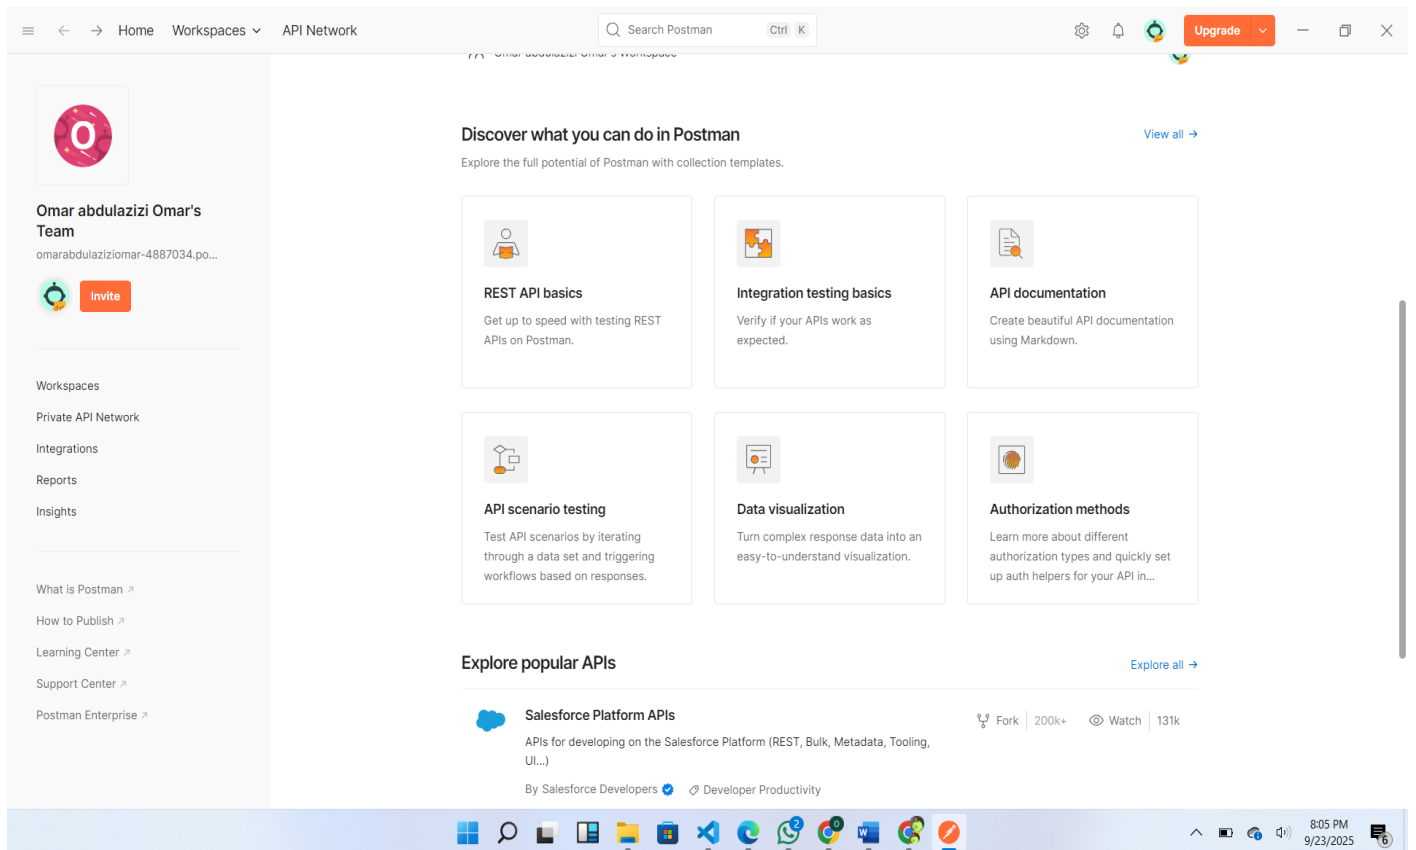 Home Workspaces API Network Search Postman Ctrl K Upgrade
Omar abdulazizi Omar's Workspace
O
Omar abdulazizi Omar's
Team
omarabdulaziziomar-4887034.po...
Invite
Workspaces
Private API Network
Integrations
Reports
Insights
What is Postman
How to Publish
Learning Center
Support Center
Postman Enterprise
Discover what you can do in Postman
View all →
Explore the full potential of Postman with collection templates.
REST API basics
Get up to speed with testing REST
APIs on Postman.
Integration testing basics
Verify if your APIs work as
expected.
API documentation
Create beautiful API documentation
using Markdown.
API scenario testing
Test API scenarios by iterating
through a data set and triggering
workflows based on responses.
Data visualization
Turn complex response data into an
easy-to-understand visualization.
Authorization methods
Learn more about different
authorization types and quickly set
up auth helpers for your API in...
Explore popular APIs
Explore all →
Salesforce Platform APIs
Fork 200k+ Watch 131k
APIs for developing on the Salesforce Platform (REST, Bulk, Metadata, Tooling,
UI...)
By Salesforce Developers Developer Productivity
2
0
W
8:05 PM
9/23/2025
6